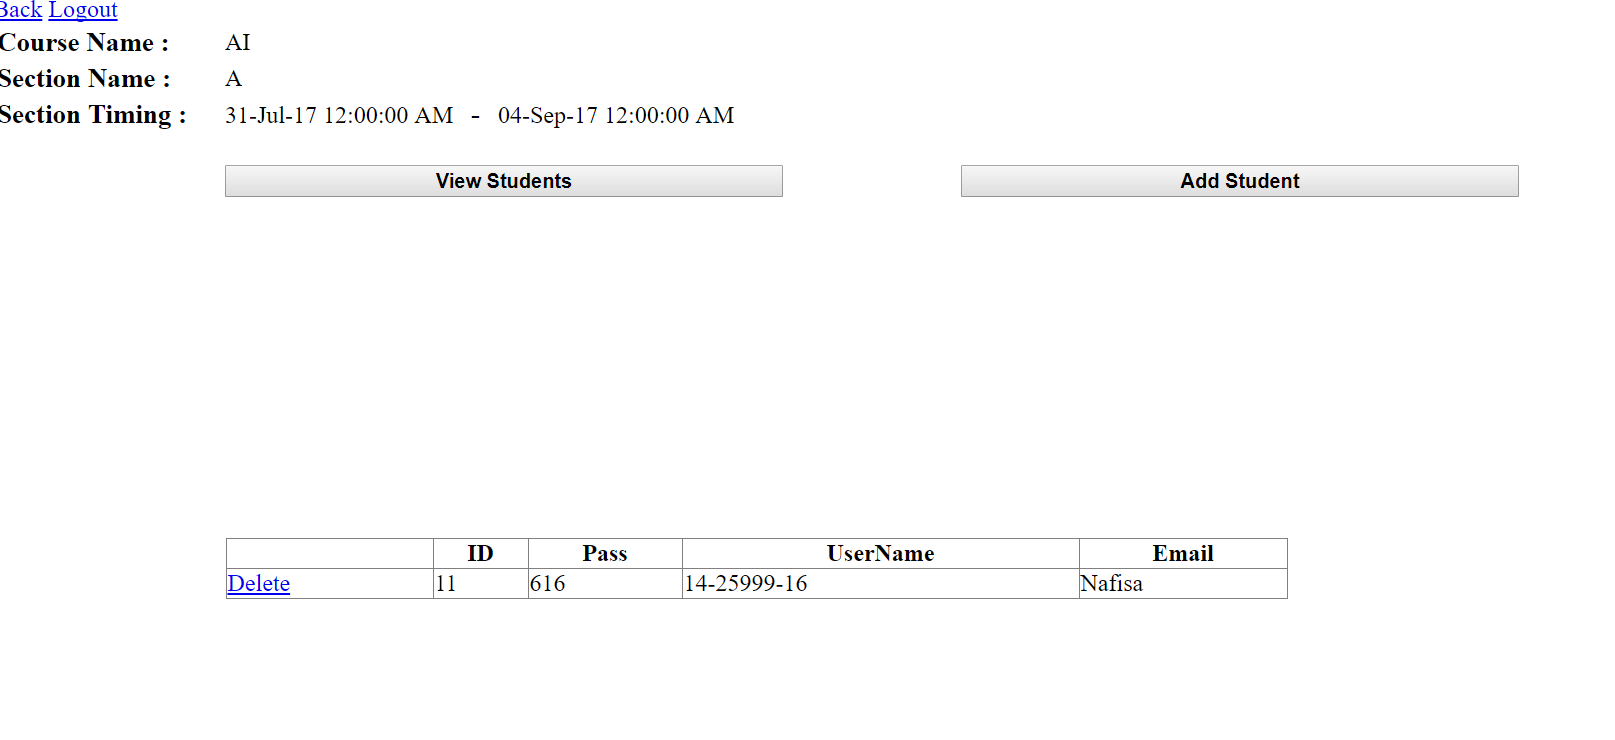 Back Logout
Course Name : AI
Section Name : A
Section Timing : 31-Jul-17 12:00:00 AM - 04-Sep-17 12:00:00 AM
View Students Add Student
ID Pass UserName Email
Delete 11 616 14-25999-16 Nafisa